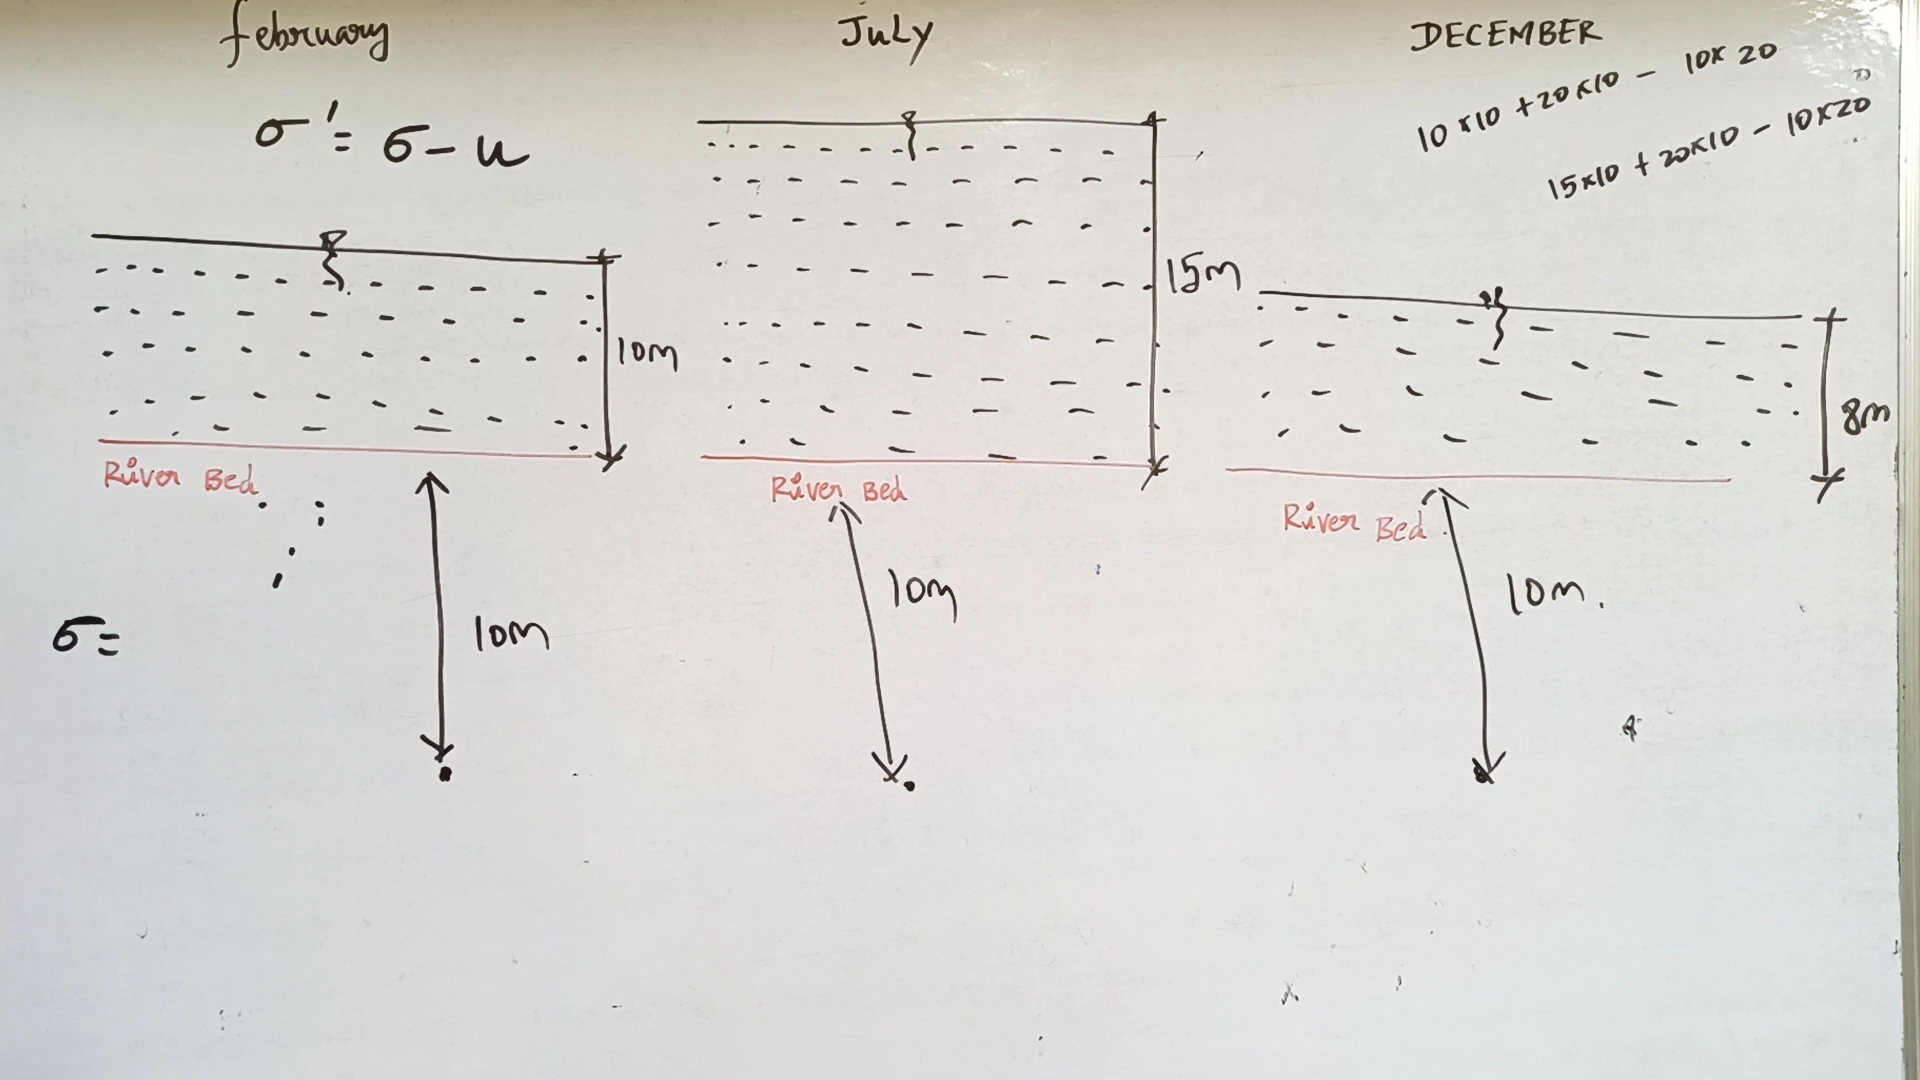 february
σ' = σ - u
10m
River Bed
σ =
10m
JuLy
15m
River Bed
10m
DECEMBER
10 x 10 + 20 x 10 - 10 x 20
15 x 10 + 20 x 10 - 10 x 20
8m
River Bed
10m.